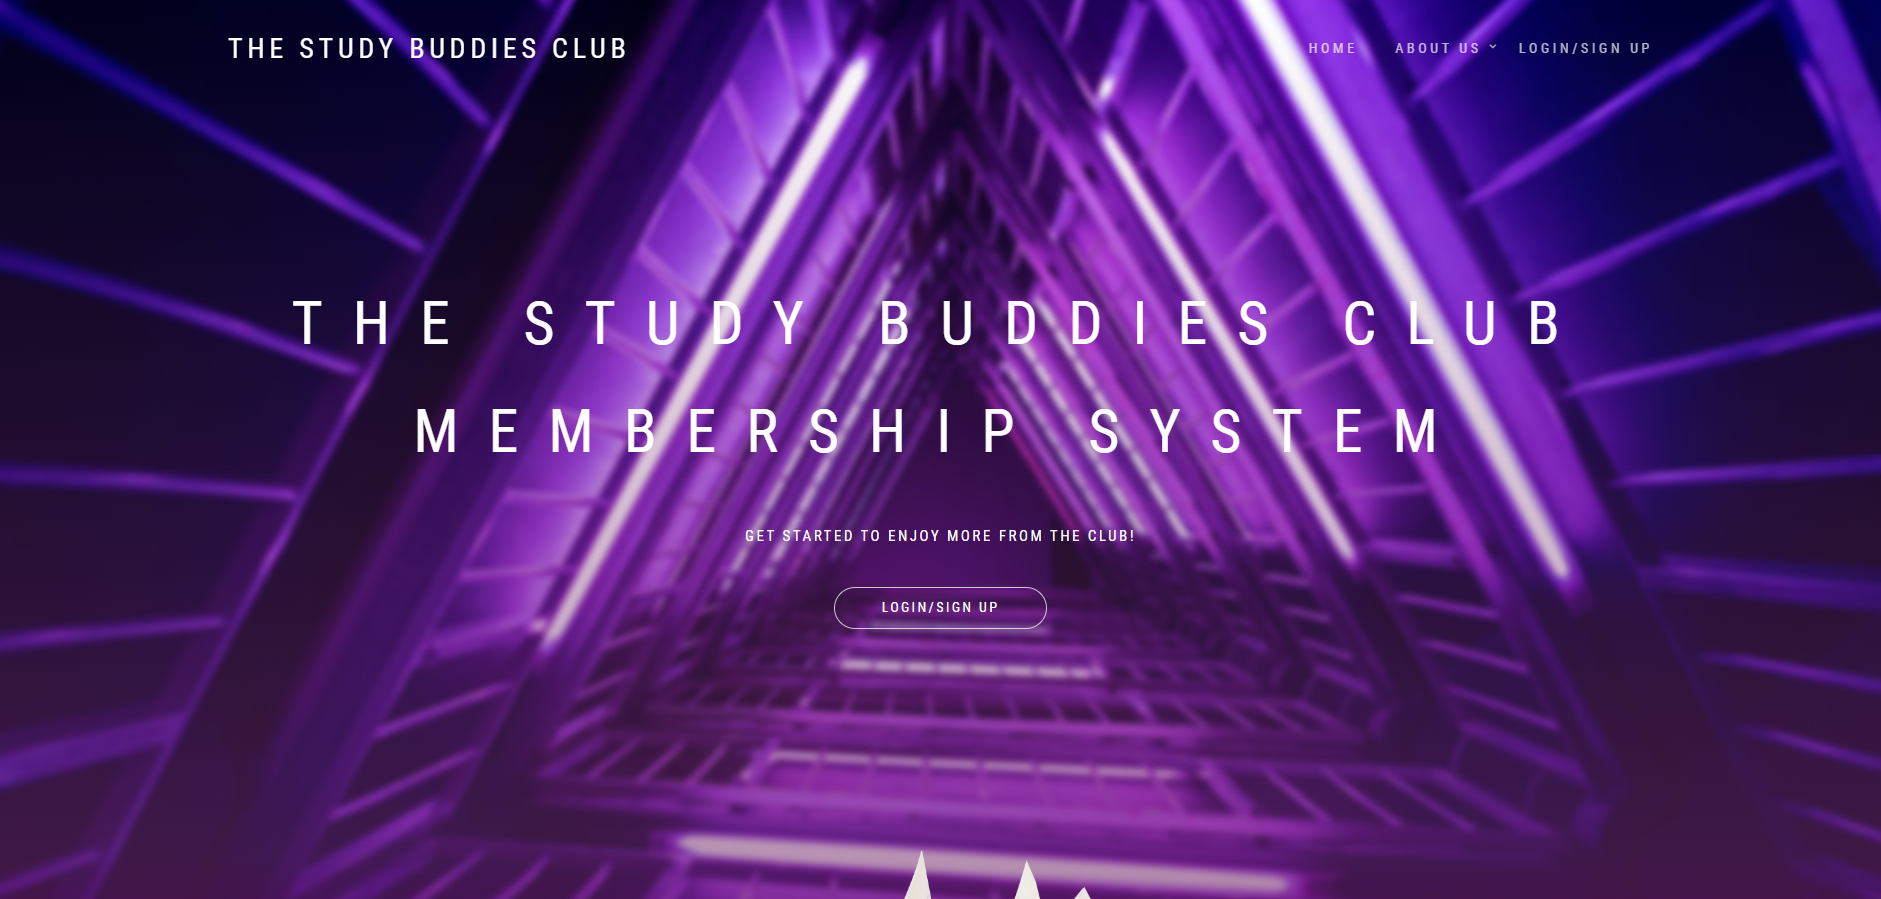 THE STUDY BUDDIES CLUB
HOME ABOUT US LOGIN/SIGN UP
THE STUDY BUDDIES CLUB
MEMBERSHIP SYSTEM
GET STARTED TO ENJOY MORE FROM THE CLUB!
LOGIN/SIGN UP